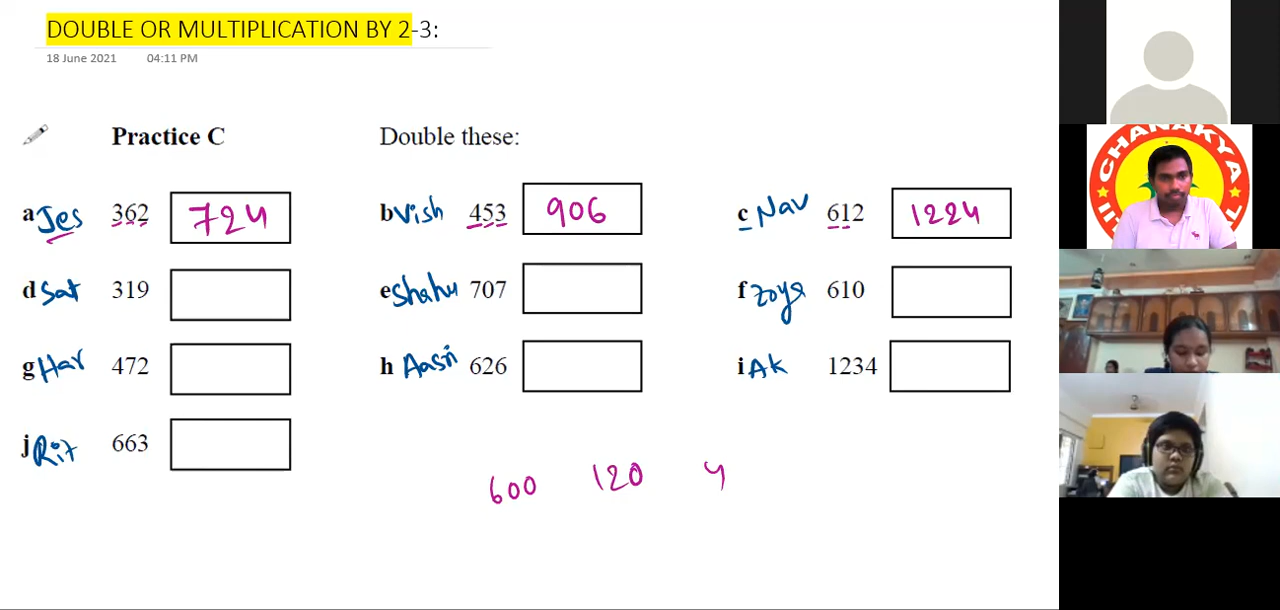 DOUBLE OR MULTIPLICATION BY 2-3:
18 June 2021 04:11 PM
Practice C Double these:
a Jes 362 724 b Vish 453 906 c Nav 612 1224
d Sat 319 e Shahu 707 f Zoya 610
g Har 472 h Aasri 626 i Ak 1234
j Rit 663
600 120 4
CHANAKYA